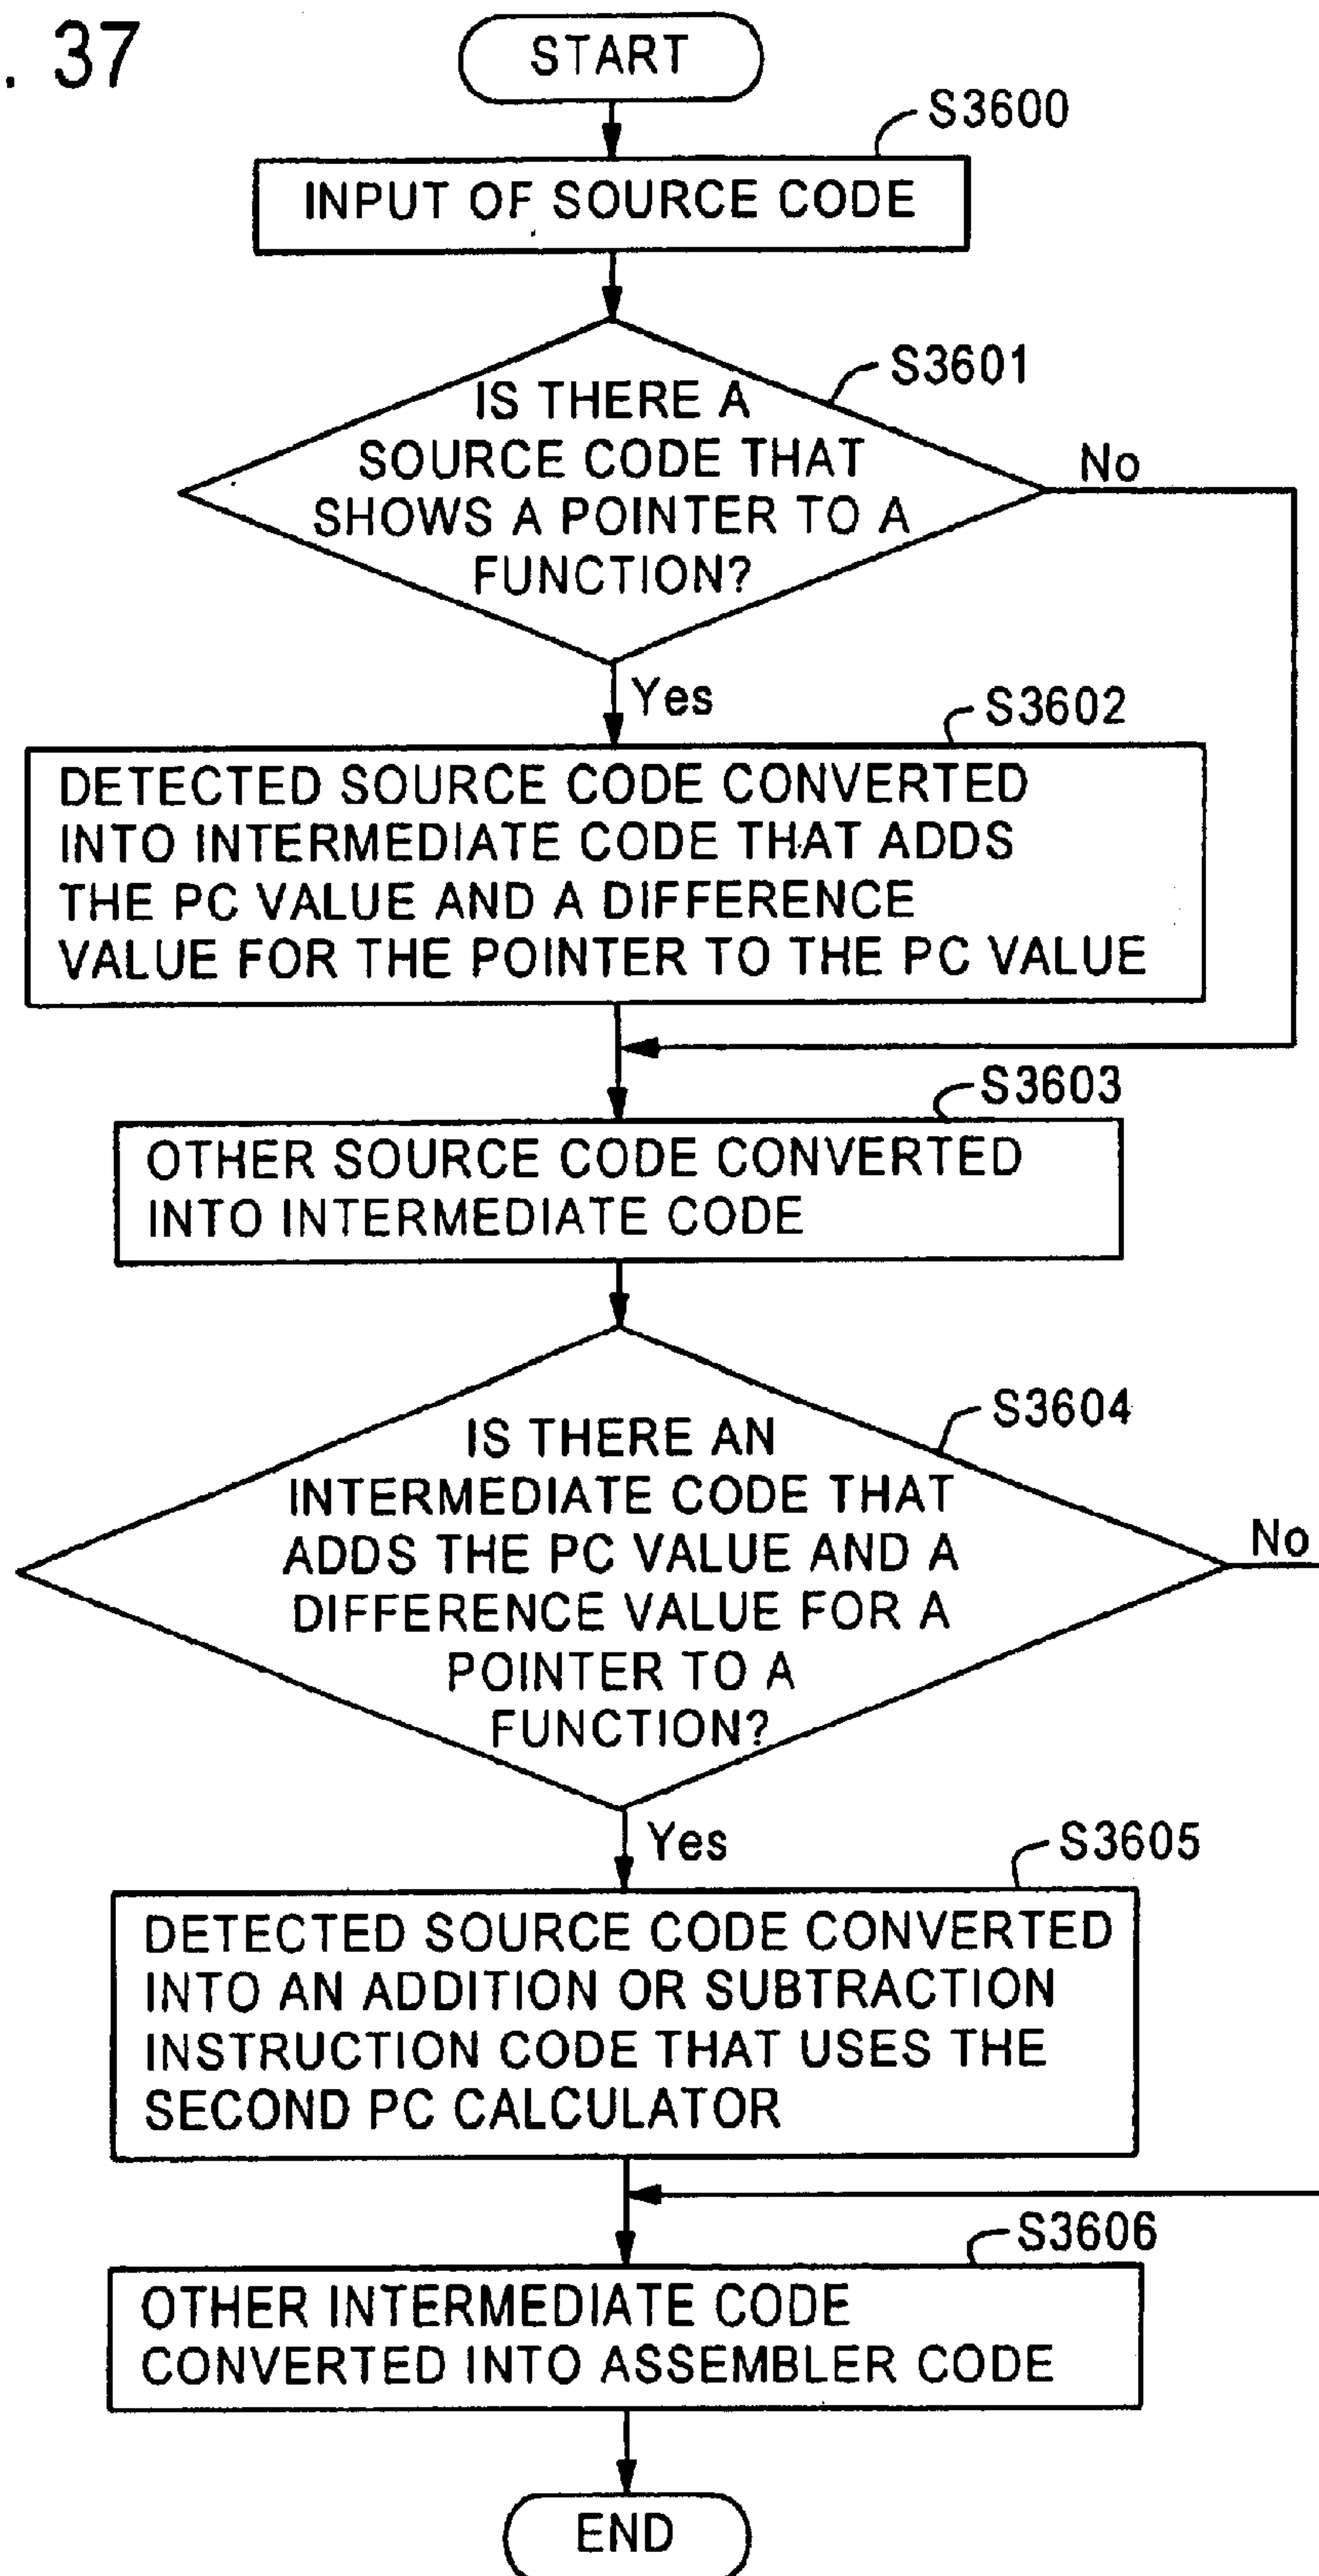 . 37
START
S3600
INPUT OF SOURCE CODE
S3601
IS THERE A
SOURCE CODE THAT
SHOWS A POINTER TO A
FUNCTION?
No
Yes
S3602
DETECTED SOURCE CODE CONVERTED
INTO INTERMEDIATE CODE THAT ADDS
THE PC VALUE AND A DIFFERENCE
VALUE FOR THE POINTER TO THE PC VALUE
S3603
OTHER SOURCE CODE CONVERTED
INTO INTERMEDIATE CODE
S3604
IS THERE AN
INTERMEDIATE CODE THAT
ADDS THE PC VALUE AND A
DIFFERENCE VALUE FOR A
POINTER TO A
FUNCTION?
No
Yes
S3605
DETECTED SOURCE CODE CONVERTED
INTO AN ADDITION OR SUBTRACTION
INSTRUCTION CODE THAT USES THE
SECOND PC CALCULATOR
S3606
OTHER INTERMEDIATE CODE
CONVERTED INTO ASSEMBLER CODE
END